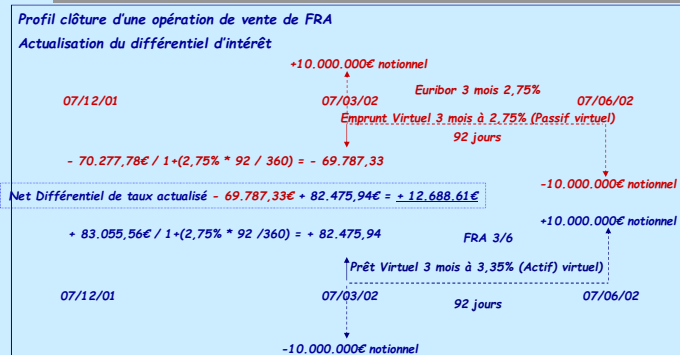 Profil clôture d'une opération de vente de FRA
Actualisation du différentiel d'intérêt
+10.000.000€ notionnel
Euribor 3 mois 2,75%
07/12/01 07/03/02 07/06/02
Emprunt Virtuel 3 mois à 2,75% (Passif virtuel)
92 jours
- 70.277,78€ / 1+(2,75% * 92 / 360) = - 69.787,33
-10.000.000€ notionnel
Net Différentiel de taux actualisé - 69.787,33€ + 82.475,94€ = + 12.688,61€
+10.000.000€ notionnel
+ 83.055,56€ / 1+(2,75% * 92 /360) = + 82.475,94
FRA 3/6
Prêt Virtuel 3 mois à 3,35% (Actif) virtuel)
07/12/01 07/03/02 07/06/02
92 jours
-10.000.000€ notionnel